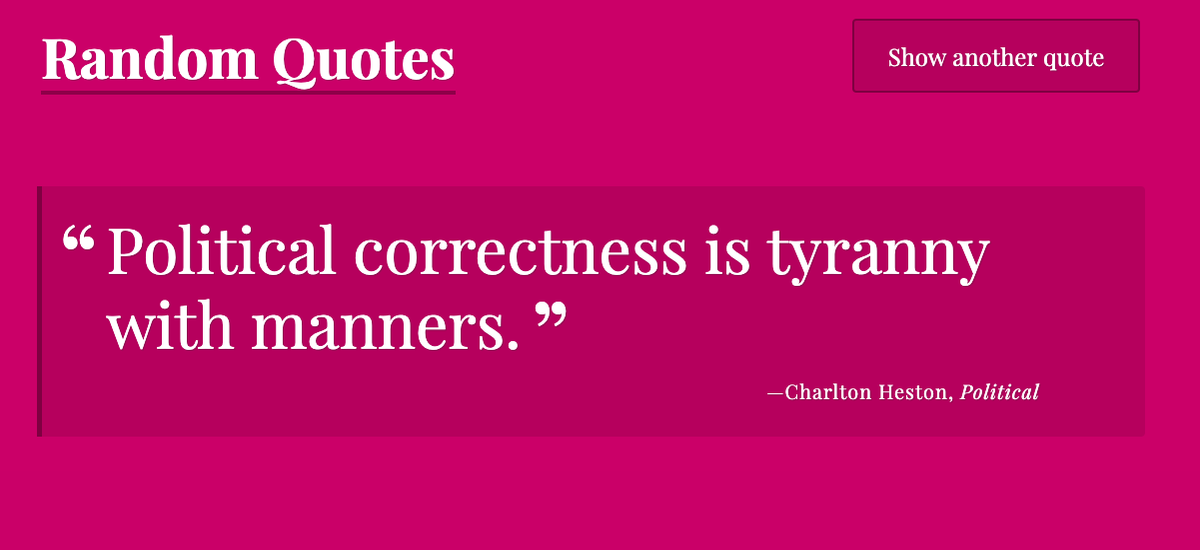 Random Quotes
Show another quote
“ Political correctness is tyranny
with manners. ”
—Charlton Heston, Political